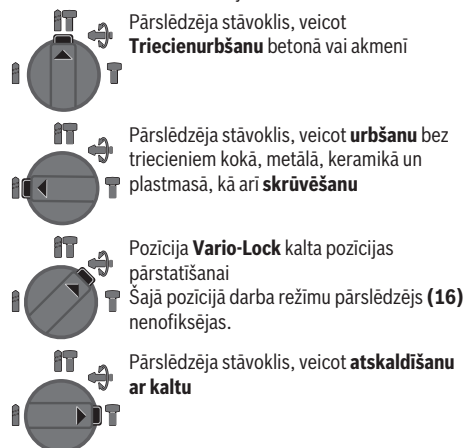 Pārslēdzēja stāvoklis, veicot
Triecienurbšanu betonā vai akmenī
Pārslēdzēja stāvoklis, veicot urbšanu bez
triecieniem kokā, metālā, keramikā un
plastmasā, kā arī skrūvēšanu
Pozīcija Vario-Lock kalta pozīcijas
pārstatīšanai
Šajā pozīcijā darba režīmu pārslēdzējs (16)
nenofiksējas.
Pārslēdzēja stāvoklis, veicot atskaldīšanu
ar kaltu